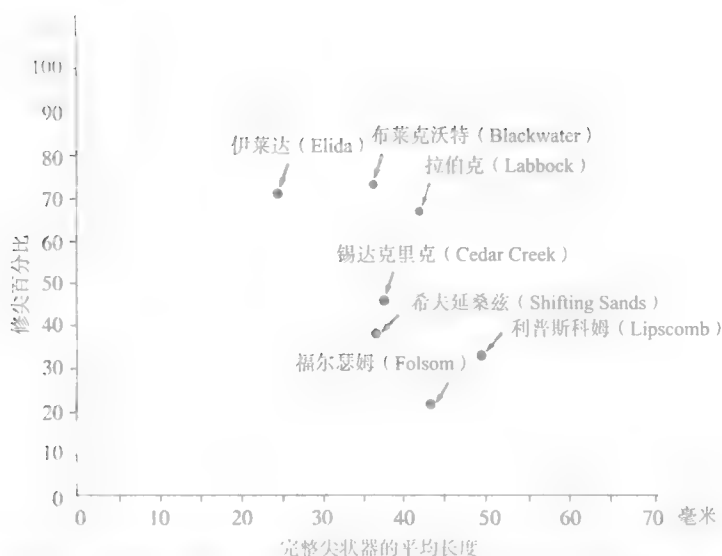 100
90
80
70
60
50
40
30
20
10
0
修尖百分比
伊莱达（Elida）
布莱克沃特（Blackwater）
拉伯克（Labbock）
锡达克里克（Cedar Creek）
希夫延桑兹（Shifting Sands）
利普斯科姆（Lipscomb）
福尔瑟姆（Folsom）
0 10 20 30 40 50 60 70 毫米
完整尖状器的平均长度